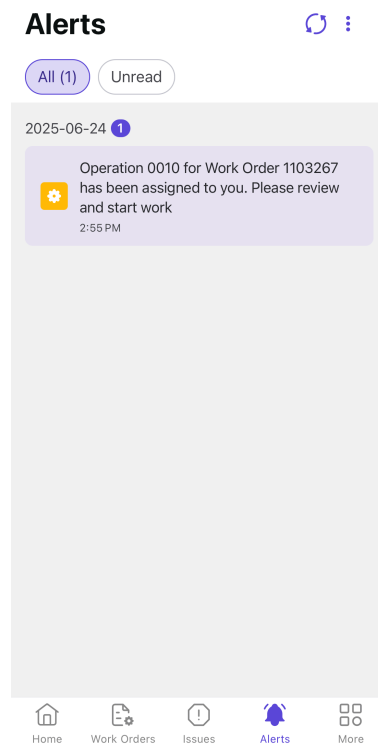 Alerts
All (1)
Unread
2025-06-24 1
Operation 0010 for Work Order 1103267
has been assigned to you. Please review
and start work
2:55 PM
Home
Work Orders
Issues
Alerts
More